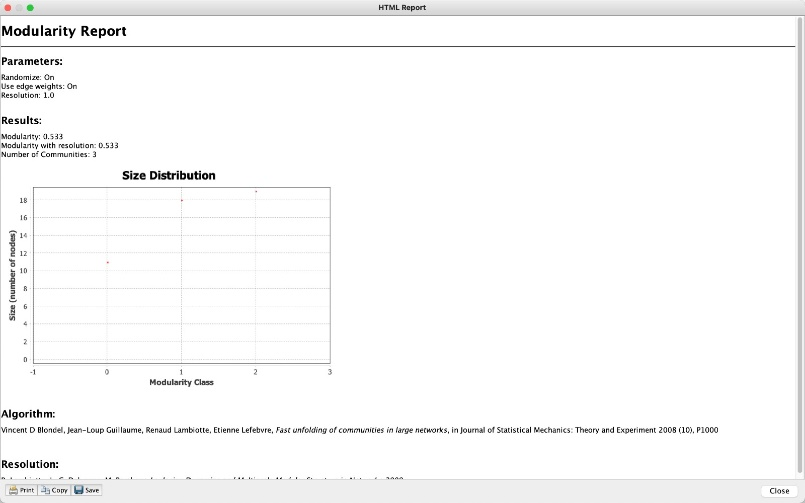 HTML Report
Modularity Report
Parameters:
Randomize: On
Use edge weights: On
Resolution: 1.0
Results:
Modularity: 0.533
Modularity with resolution: 0.533
Number of Communities: 3
Size Distribution
18
16
14
12
10
8
6
4
2
0
Size (number of nodes)
-1 0 1 2 3
Modularity Class
Algorithm:
Vincent D Blondel, Jean-Loup Guillaume, Renaud Lambiotte, Etienne Lefebvre, Fast unfolding of communities in large networks, in Journal of Statistical Mechanics: Theory and Experiment 2008 (10), P1000
Resolution:
Print Copy Save
Close